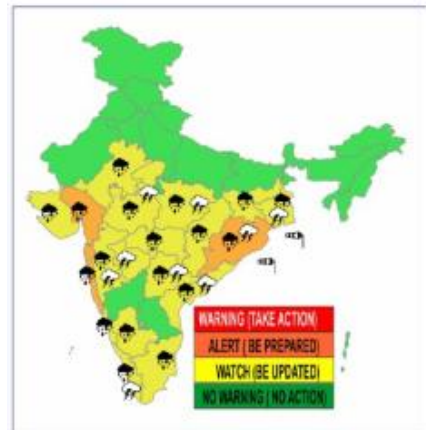 WARNING (TAKE ACTION)
ALERT ( BE PREPARED)
WATCH (BE UPDATED)
NO WARNING ( NO ACTION)